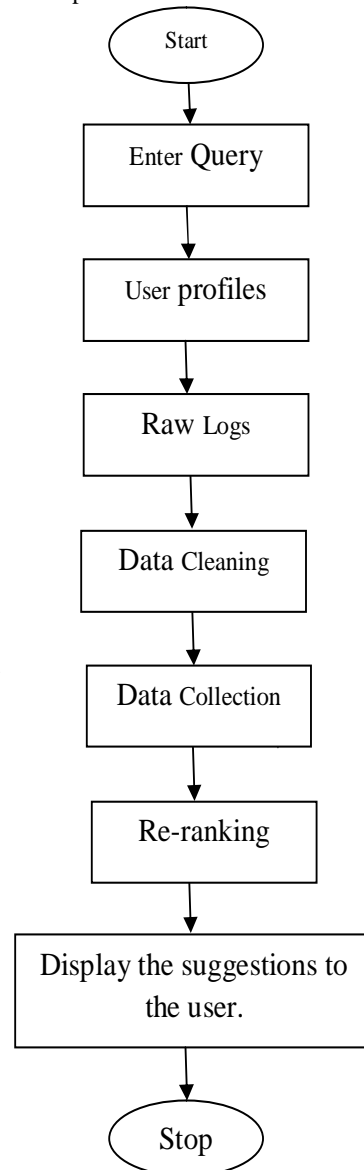 Start
Enter Query
User profiles
Raw Logs
Data Cleaning
Data Collection
Re-ranking
Display the suggestions to
the user.
Stop